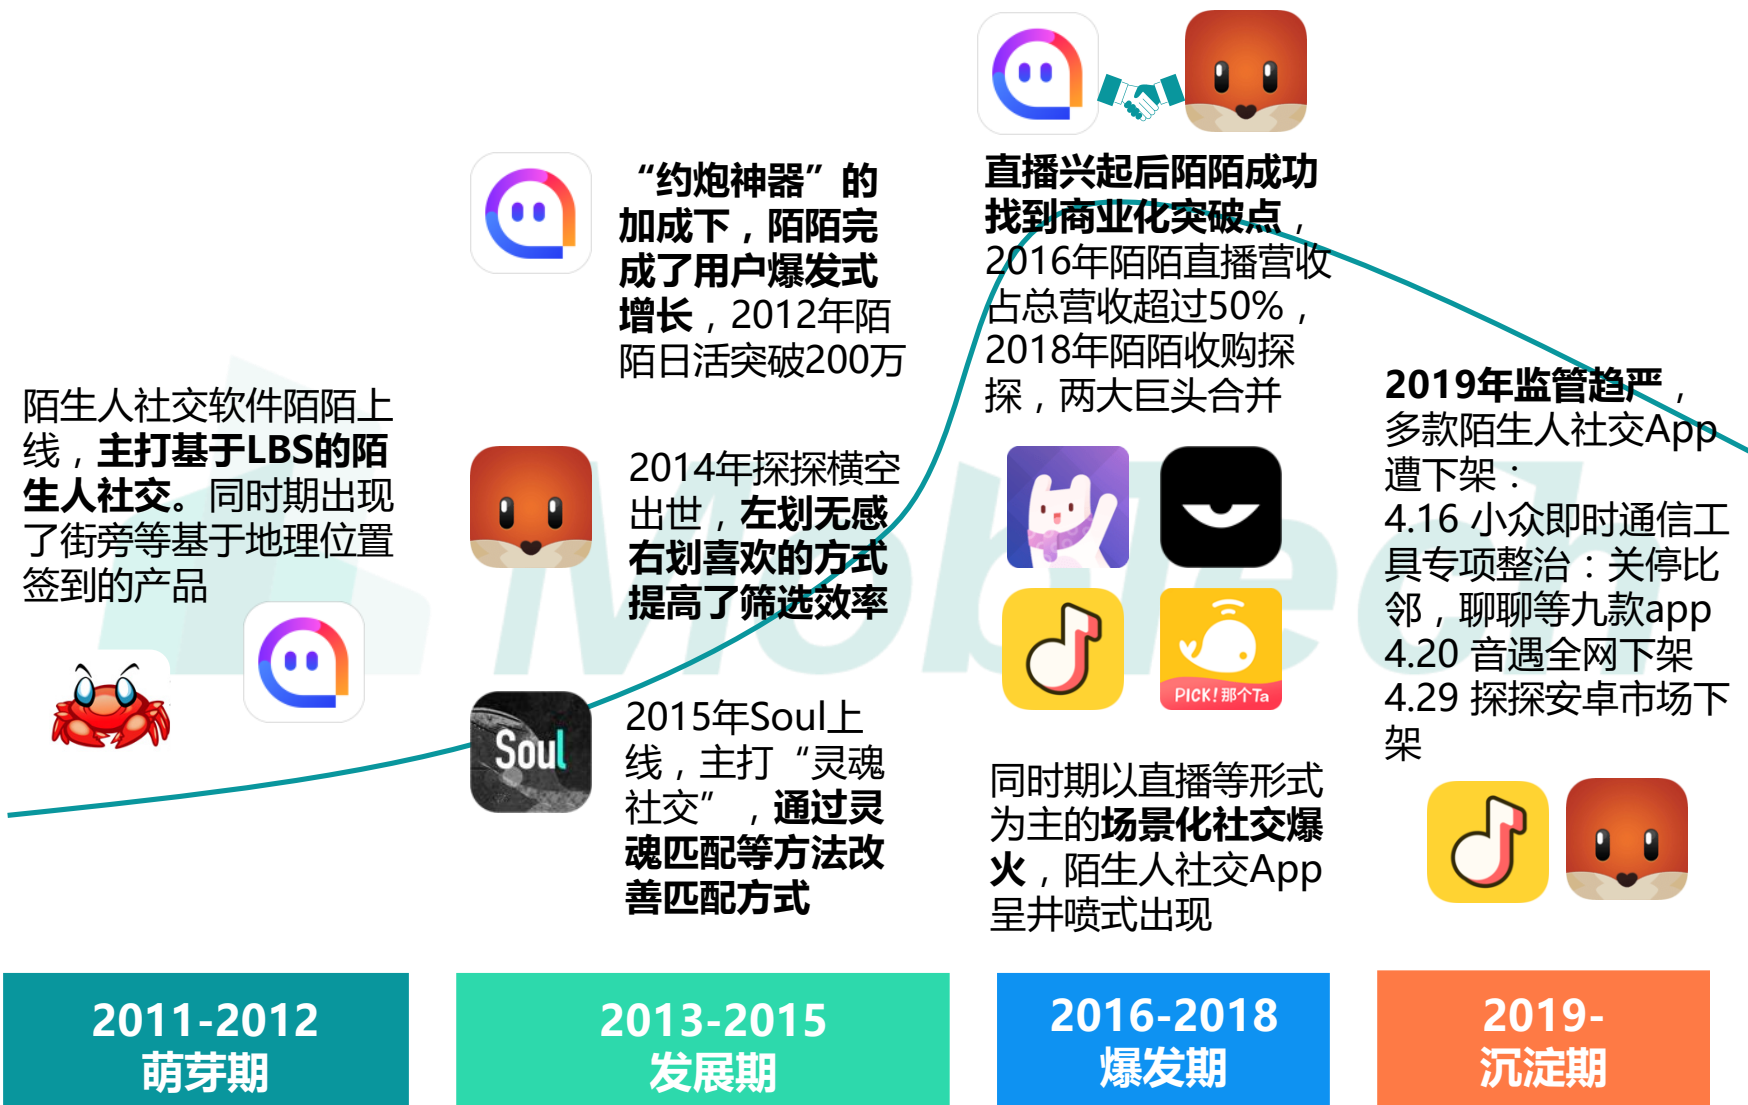 陌生人社交软件陌陌上
线，主打基于LBS的陌
生人社交。同时期出现
了街旁等基于地理位置
签到的产品
“约炮神器”的
加成下，陌陌完
成了用户爆发式
增长，2012年陌
陌日活突破200万
2014年探探横空
出世，左划无感
右划喜欢的方式
提高了筛选效率
Soul
2015年Soul上
线，主打“灵魂
社交”，通过灵
魂匹配等方法改
善匹配方式
直播兴起后陌陌成功
找到商业化突破点，
2016年陌陌直播营收
占总营收超过50%，
2018年陌陌收购探
探，两大巨头合并
PICK!那个Ta
同时期以直播等形式
为主的场景化社交爆
火，陌生人社交App
呈井喷式出现
2019年监管趋严，
多款陌生人社交App
遭下架：
4.16 小众即时通信工
具专项整治：关停比
邻，聊聊等九款app
4.20 音遇全网下架
4.29 探探安卓市场下
架
MobTech
2011-2012
萌芽期
2013-2015
发展期
2016-2018
爆发期
2019-
沉淀期